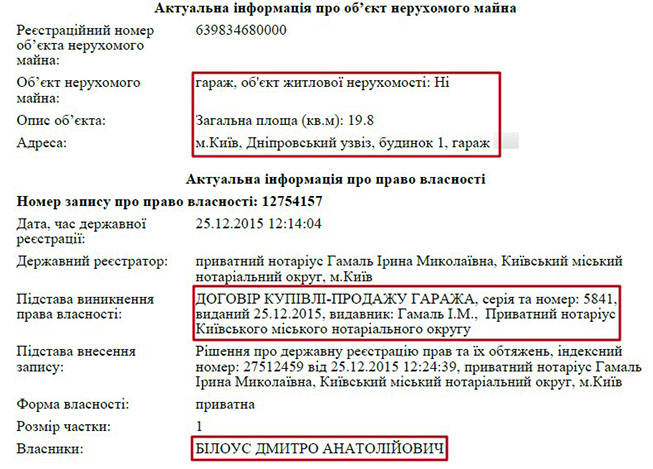 Актуальна інформація про об’єкт нерухомого майна
Реєстраційний номер 639834680000
об’єкта нерухомого
майна:
Об’єкт нерухомого гараж, об'єкт житлової нерухомості: Ні
майна:
Опис об’єкта: Загальна площа (кв.м): 19.8
Адреса: м.Київ, Дніпровський узвіз, будинок 1, гараж
Актуальна інформація про право власності
Номер запису про право власності: 12754157
Дата, час державної 25.12.2015 12:14:04
реєстрації:
Державний реєстратор: приватний нотаріус Гамаль Ірина Миколаївна, Київський міський
нотаріальний округ, м.Київ
Підстава виникнення ДОГОВІР КУПІВЛІ-ПРОДАЖУ ГАРАЖА, серія та номер: 5841,
права власності: виданий 25.12.2015, видавник: Гамаль І.М., Приватний нотаріус
Київського міського нотаріального округу
Підстава внесення Рішення про державну реєстрацію прав та їх обтяжень, індексний
запису: номер: 27512459 від 25.12.2015 12:24:39, приватний нотаріус Гамаль
Ірина Миколаївна, Київський міський нотаріальний округ, м.Київ
Форма власності: приватна
Розмір частки: 1
Власники: БІЛОУС ДМИТРО АНАТОЛІЙОВИЧ